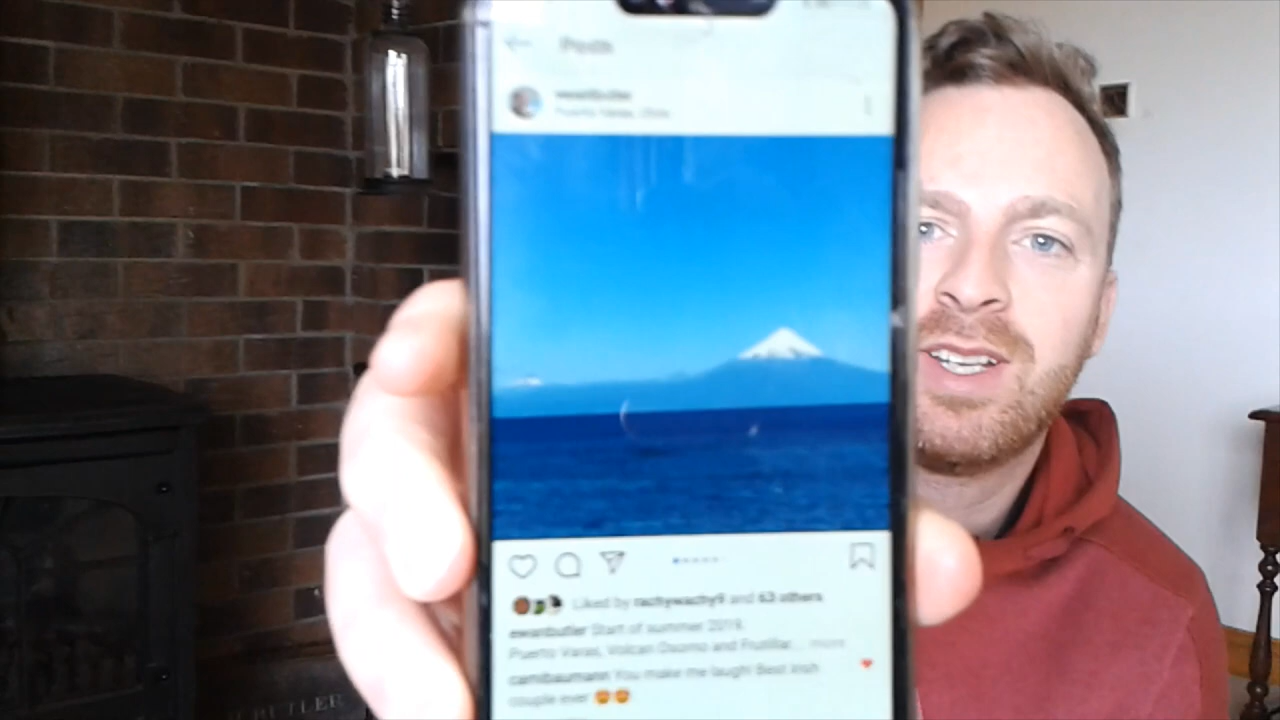 Posts
ewanbutler
Puerto Varas, Chile
Liked by rachywachy9 and 63 others
ewanbutler Start of summer 2019.
Puerto Varas, Volcan Osorno and Frutillar... more
camibaumann You make me laugh! Best irish
couple ever 😍😍
BUTLER